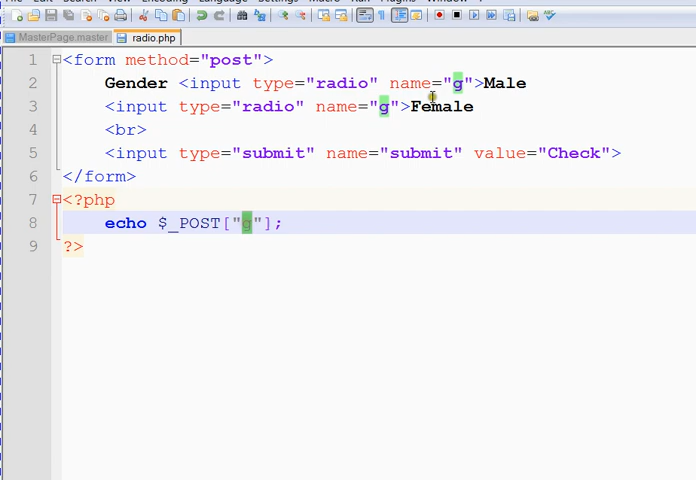 MasterPage.master radio.php
1 <form method="post">
2 Gender <input type="radio" name="g">Male
3 <input type="radio" name="g">Female
4 <br>
5 <input type="submit" name="submit" value="Check">
6 </form>
7 <?php
8 echo $_POST["g"];
9 ?>